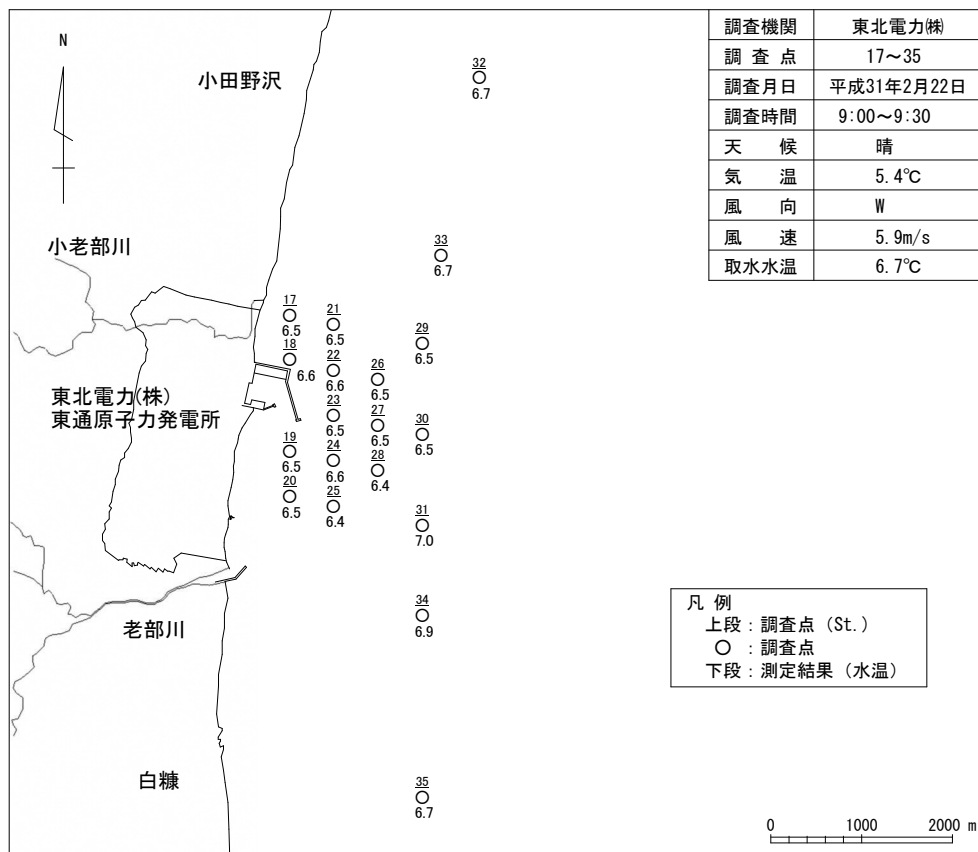 調査機関 東北電力㈱
調査点 17～35
調査月日 平成31年2月22日
調査時間 9:00～9:30
天候 晴
気温 5.4℃
風向 W
風速 5.9m/s
取水水温 6.7℃
N
小田野沢
32
6.7
小老部川
33
6.7
17
6.5
21
6.5
29
6.5
18
6.6
22
6.6
26
6.5
東北電力(株)
東通原子力発電所
23
6.5
27
6.5
30
6.5
19
6.5
24
6.6
28
6.4
20
6.5
25
6.4
31
7.0
老部川
34
6.9
凡例
上段：調査点（St.）
○：調査点
下段：測定結果（水温）
白糠
35
6.7
0 1000 2000 m